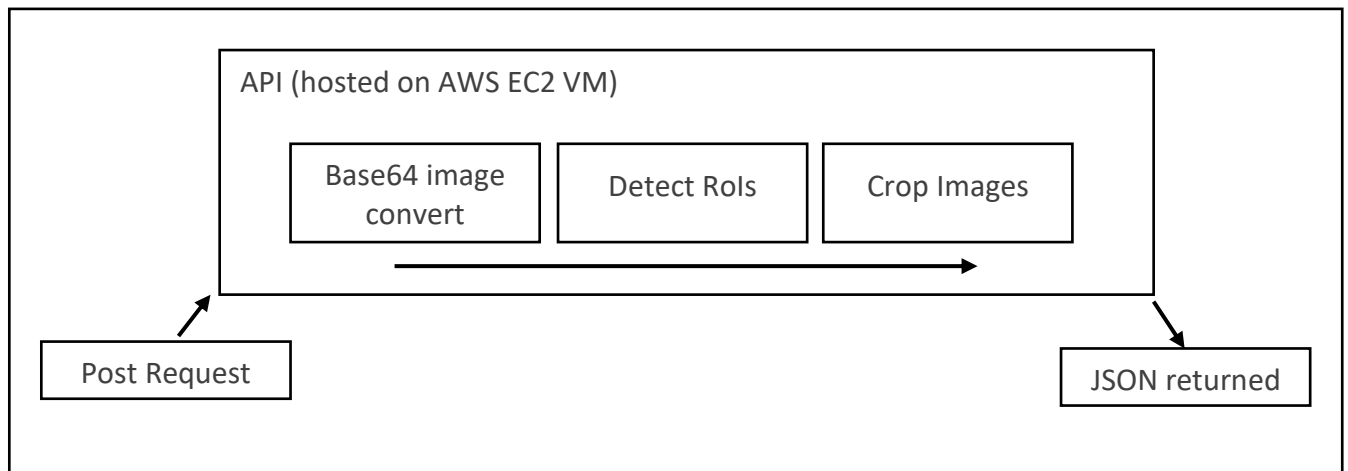 API (hosted on AWS EC2 VM)
Base64 image
convert
Detect RoIs
Crop Images
Post Request
JSON returned